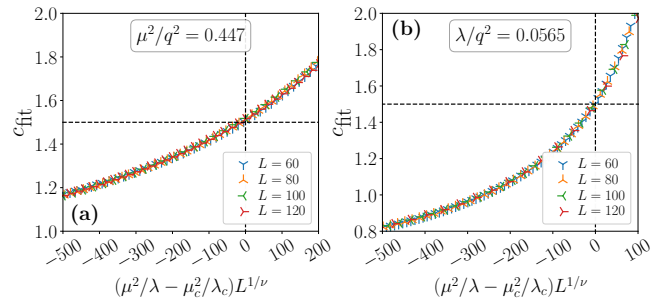 2.0
1.8
1.6
1.4
1.2
1.0
c_fit
μ²/q² = 0.447
(a)
L = 60
L = 80
L = 100
L = 120
-500
-400
-300
-200
-100
0
100
200
(μ²/λ − μ_c²/λ_c)L^{1/ν}
2.0
1.8
1.6
1.4
1.2
1.0
0.8
c_fit
(b)
λ/q² = 0.0565
L = 60
L = 80
L = 100
L = 120
-500
-400
-300
-200
-100
0
100
(μ²/λ − μ_c²/λ_c)L^{1/ν}